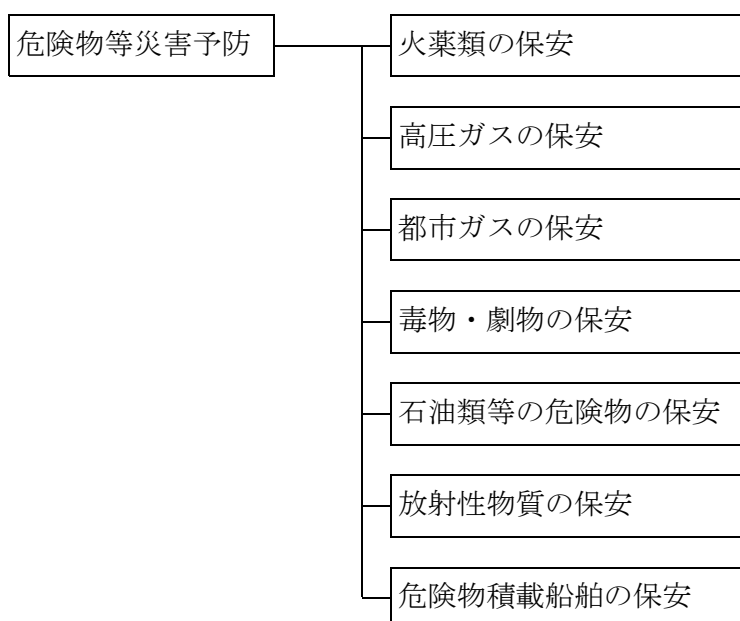 危険物等災害予防
火薬類の保安
高圧ガスの保安
都市ガスの保安
毒物・劇物の保安
石油類等の危険物の保安
放射性物質の保安
危険物積載船舶の保安